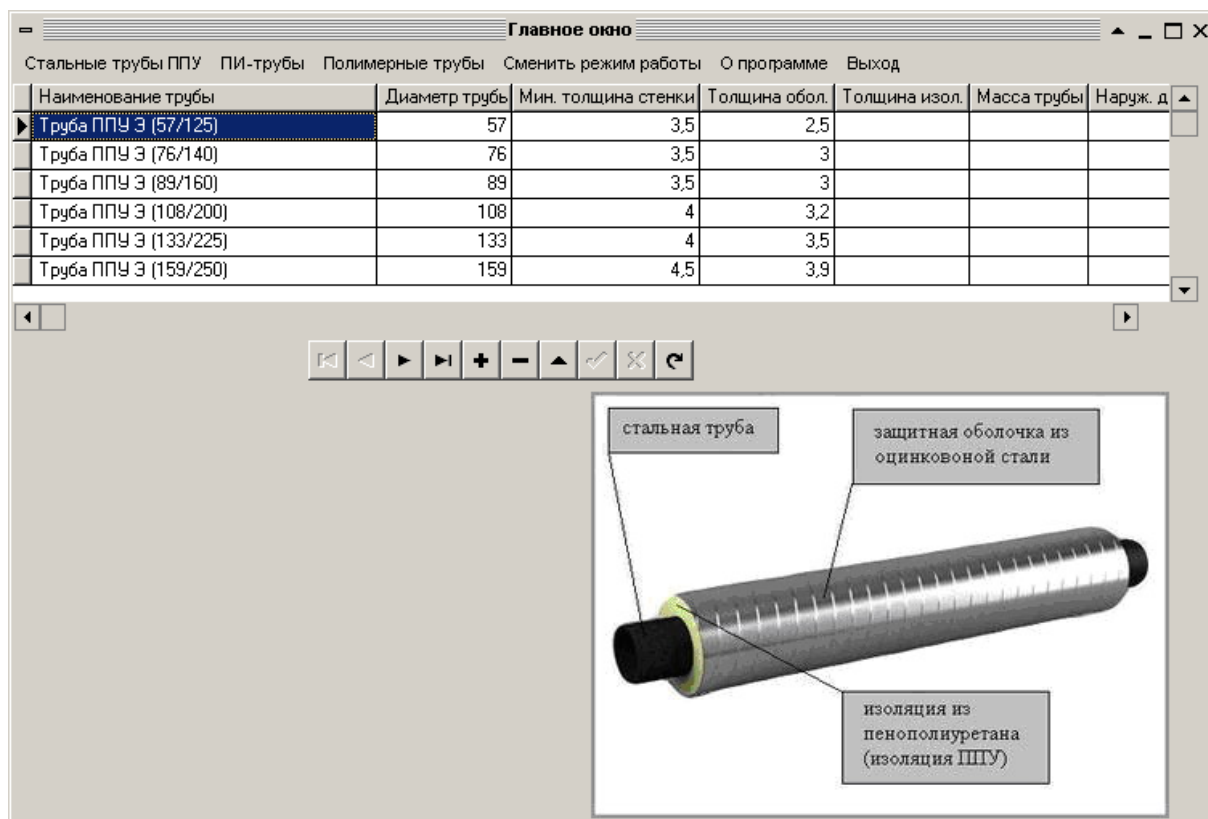 Главное окно
Стальные трубы ППУ ПИ-трубы Полимерные трубы Сменить режим работы О программе Выход
Наименование трубы Диаметр трубь Мин. толщина стенки Толщина обол. Толщина изол. Масса трубы Наруж. д
Труба ППУ Э (57/125) 57 3,5 2,5
Труба ППУ Э (76/140) 76 3,5 3
Труба ППУ Э (89/160) 89 3,5 3
Труба ППУ Э (108/200) 108 4 3,2
Труба ППУ Э (133/225) 133 4 3,5
Труба ППУ Э (159/250) 159 4,5 3,9
стальная труба
защитная оболочка из
оцинковоной стали
изоляция из
пенополиуретана
(изоляция ППУ)